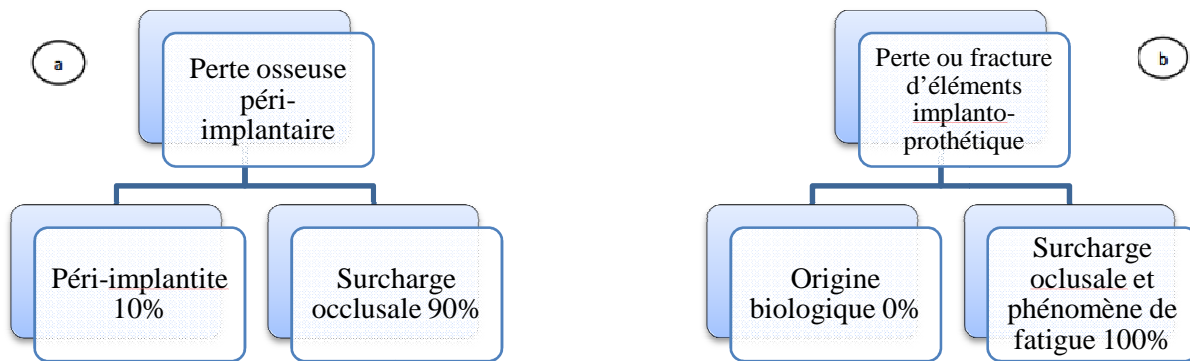 a
Perte osseuse
péri-
implantaire
Péri-implantite
10%
Surcharge
occlusale 90%
b
Perte ou fracture
d'éléments
implanto-
prothétique
Origine
biologique 0%
Surcharge
oclusale et
phénomène de
fatigue 100%